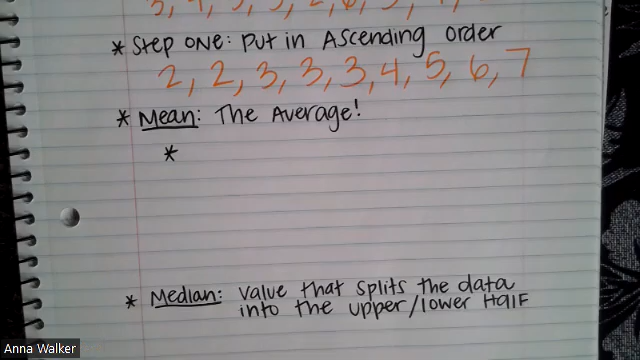 * Step One: Put in Ascending order
2, 2, 3, 3, 3, 4, 5, 6, 7
* Mean: The Average!
*
* Median: Value that splits the data
into the upper/lower Half
Anna Walker